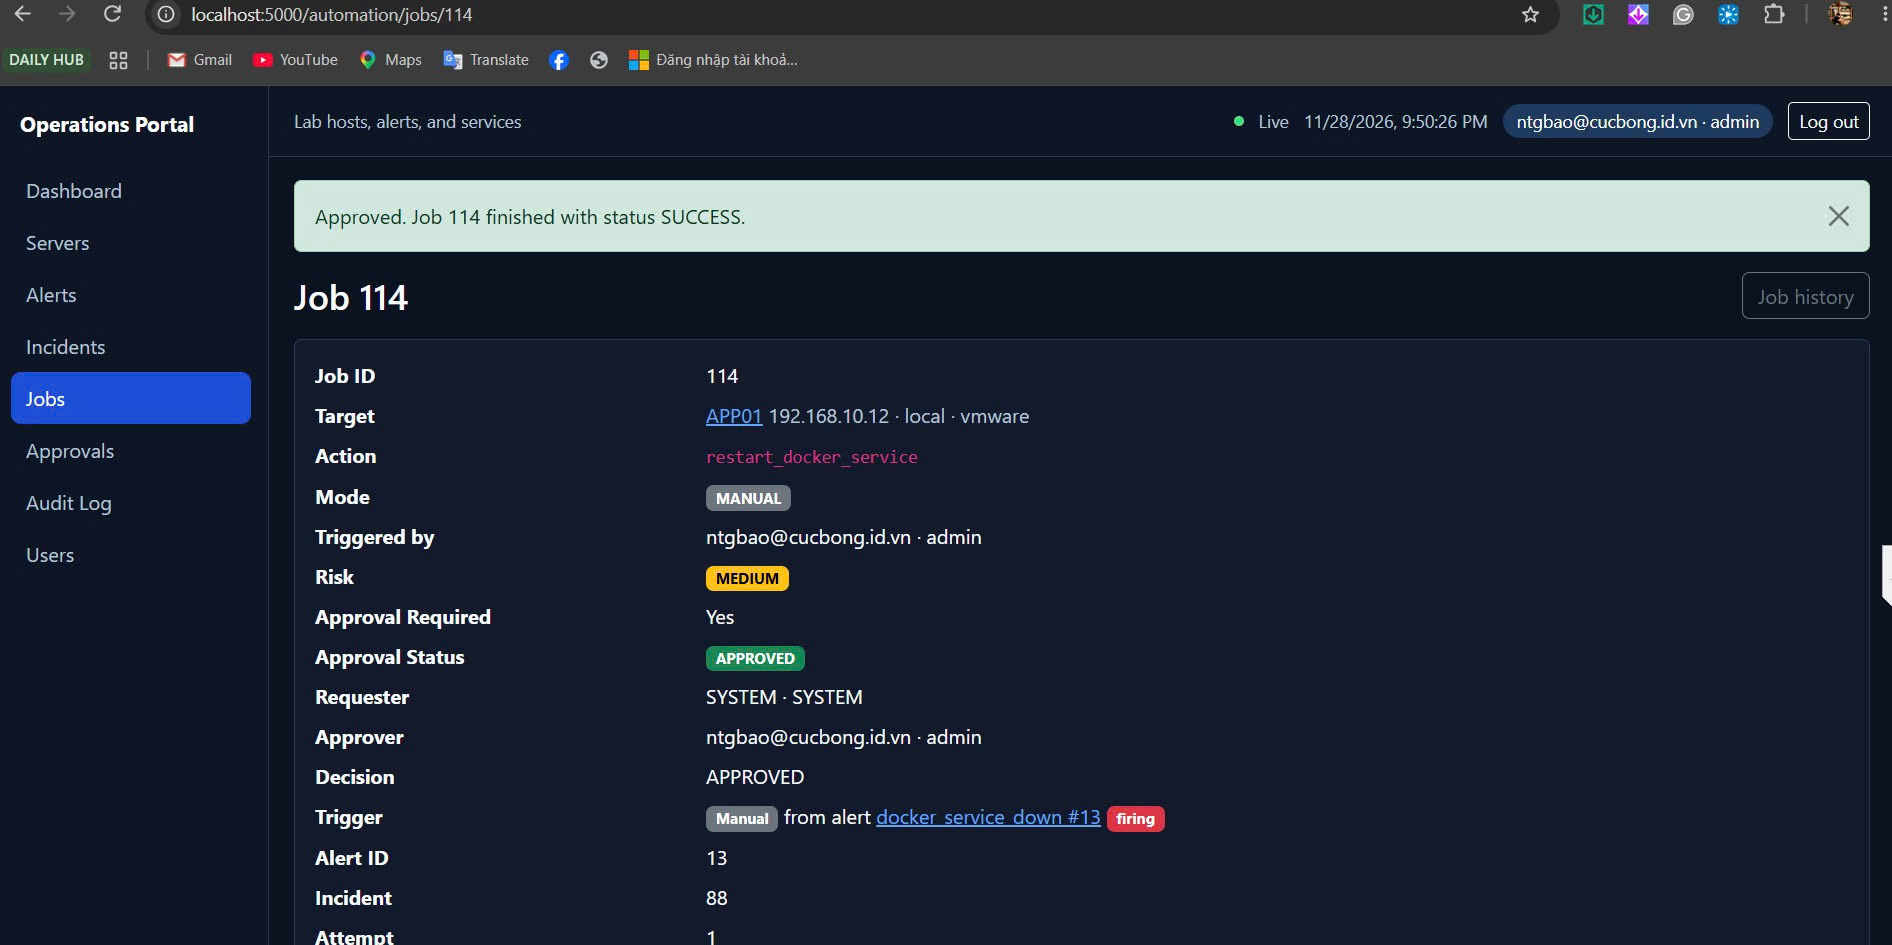 localhost:5000/automation/jobs/114
DAILY HUB
Gmail
YouTube
Maps
Translate
Đăng nhập tài khoả...
Operations Portal
Lab hosts, alerts, and services
Live 11/28/2026, 9:50:26 PM
ntgbao@cucbong.id.vn · admin
Log out
Dashboard
Servers
Alerts
Incidents
Jobs
Approvals
Audit Log
Users
Approved. Job 114 finished with status SUCCESS.
Job 114
Job history
Job ID 114
Target APP01 192.168.10.12 · local · vmware
Action restart_docker_service
Mode MANUAL
Triggered by ntgbao@cucbong.id.vn · admin
Risk MEDIUM
Approval Required Yes
Approval Status APPROVED
Requester SYSTEM · SYSTEM
Approver ntgbao@cucbong.id.vn · admin
Decision APPROVED
Trigger Manual from alert docker_service_down #13 firing
Alert ID 13
Incident 88
Attempt 1